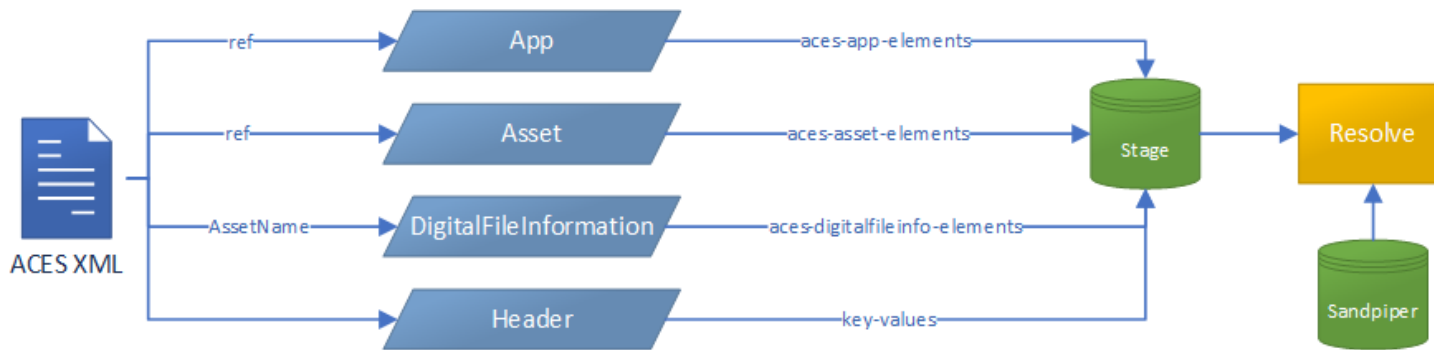 ref
App
aces-app-elements
ref
Asset
aces-asset-elements
Stage
Resolve
AssetName
DigitalFileInformation
aces-digitalfileinfo-elements
ACES XML
Header
key-values
Sandpiper